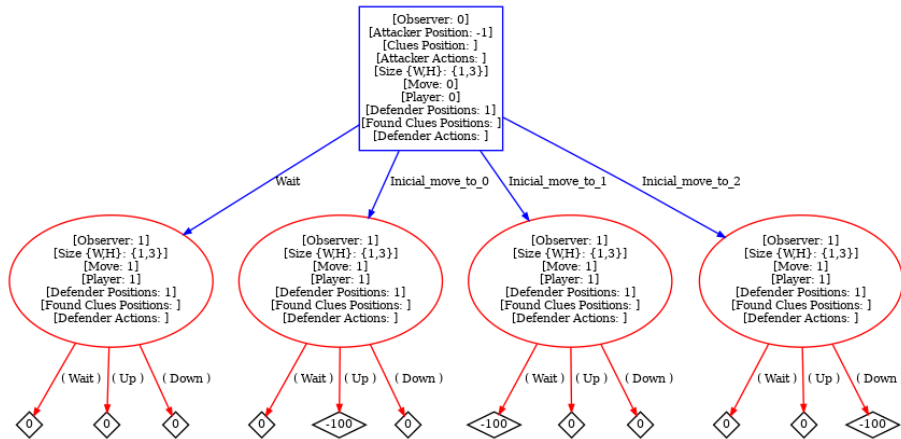 [Observer: 0]
[Attacker Position: -1]
[Clues Position: ]
[Attacker Actions: ]
[Size {W,H}: {1,3}]
[Move: 0]
[Player: 0]
[Defender Positions: 1]
[Found Clues Positions: ]
[Defender Actions: ]
Wait
Inicial_move_to_0
Inicial_move_to_1
Inicial_move_to_2
[Observer: 1]
[Size {W,H}: {1,3}]
[Move: 1]
[Player: 1]
[Defender Positions: 1]
[Found Clues Positions: ]
[Defender Actions: ]
[Observer: 1]
[Size {W,H}: {1,3}]
[Move: 1]
[Player: 1]
[Defender Positions: 1]
[Found Clues Positions: ]
[Defender Actions: ]
[Observer: 1]
[Size {W,H}: {1,3}]
[Move: 1]
[Player: 1]
[Defender Positions: 1]
[Found Clues Positions: ]
[Defender Actions: ]
[Observer: 1]
[Size {W,H}: {1,3}]
[Move: 1]
[Player: 1]
[Defender Positions: 1]
[Found Clues Positions: ]
[Defender Actions: ]
( Wait ) ( Up ) ( Down )
( Wait ) ( Up ) ( Down )
( Wait ) ( Up ) ( Down )
( Wait ) ( Up ) ( Down
0 0 0
0 -100 0
-100 0 0
0 0 -100